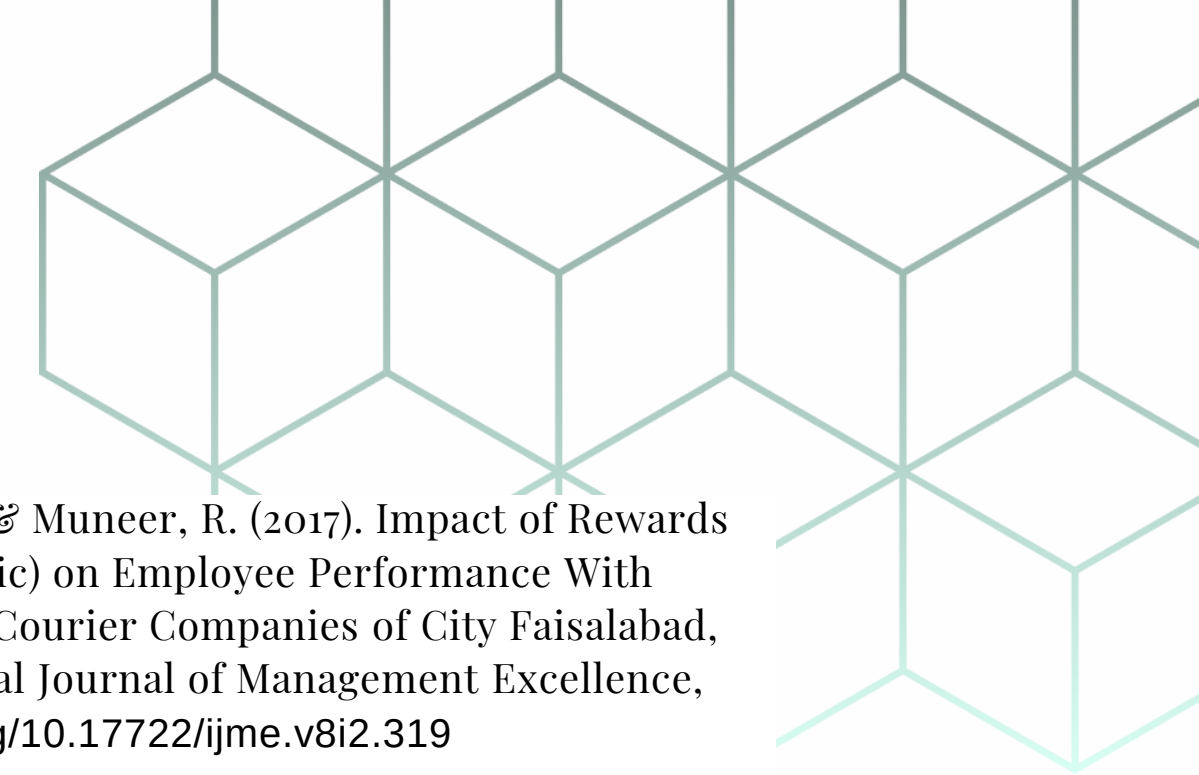 & Muneer, R. (2017). Impact of Rewards
ic) on Employee Performance With
Courier Companies of City Faisalabad,
al Journal of Management Excellence,
g/10.17722/ijme.v8i2.319